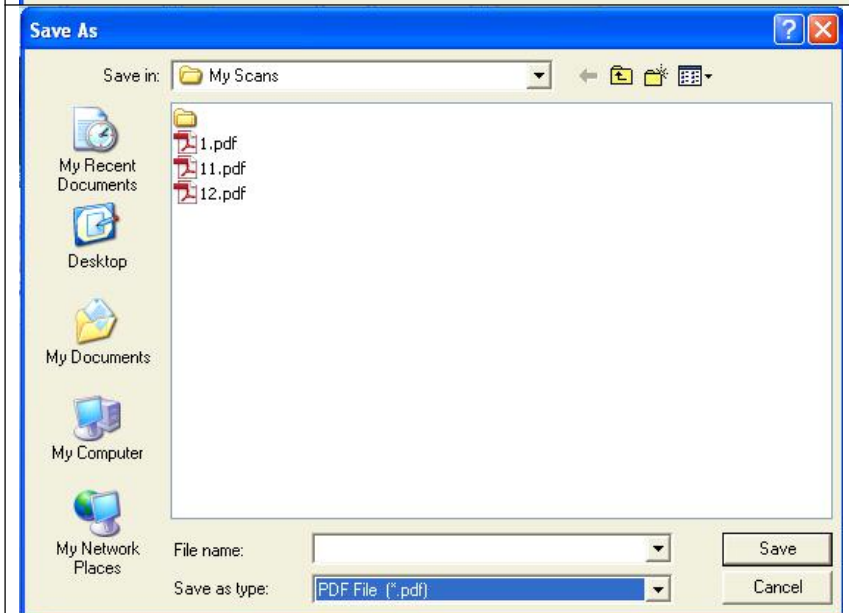 Save As
Save in:
My Scans
1.pdf
11.pdf
12.pdf
My Recent
Documents
Desktop
My Documents
My Computer
My Network
Places
File name:
Save
Save as type:
PDF File (*.pdf)
Cancel